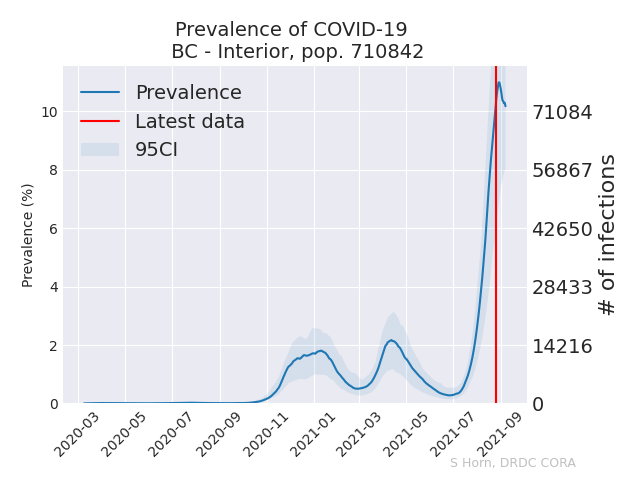 Prevalence of COVID-19
BC - Interior, pop. 710842
Prevalence
Latest data
95CI
Prevalence (%)
10
8
6
4
2
0
71084
56867
42650
28433
14216
0
# of infections
2020-03
2020-05
2020-07
2020-09
2020-11
2021-01
2021-03
2021-05
2021-07
2021-09
S Horn, DRDC CORA